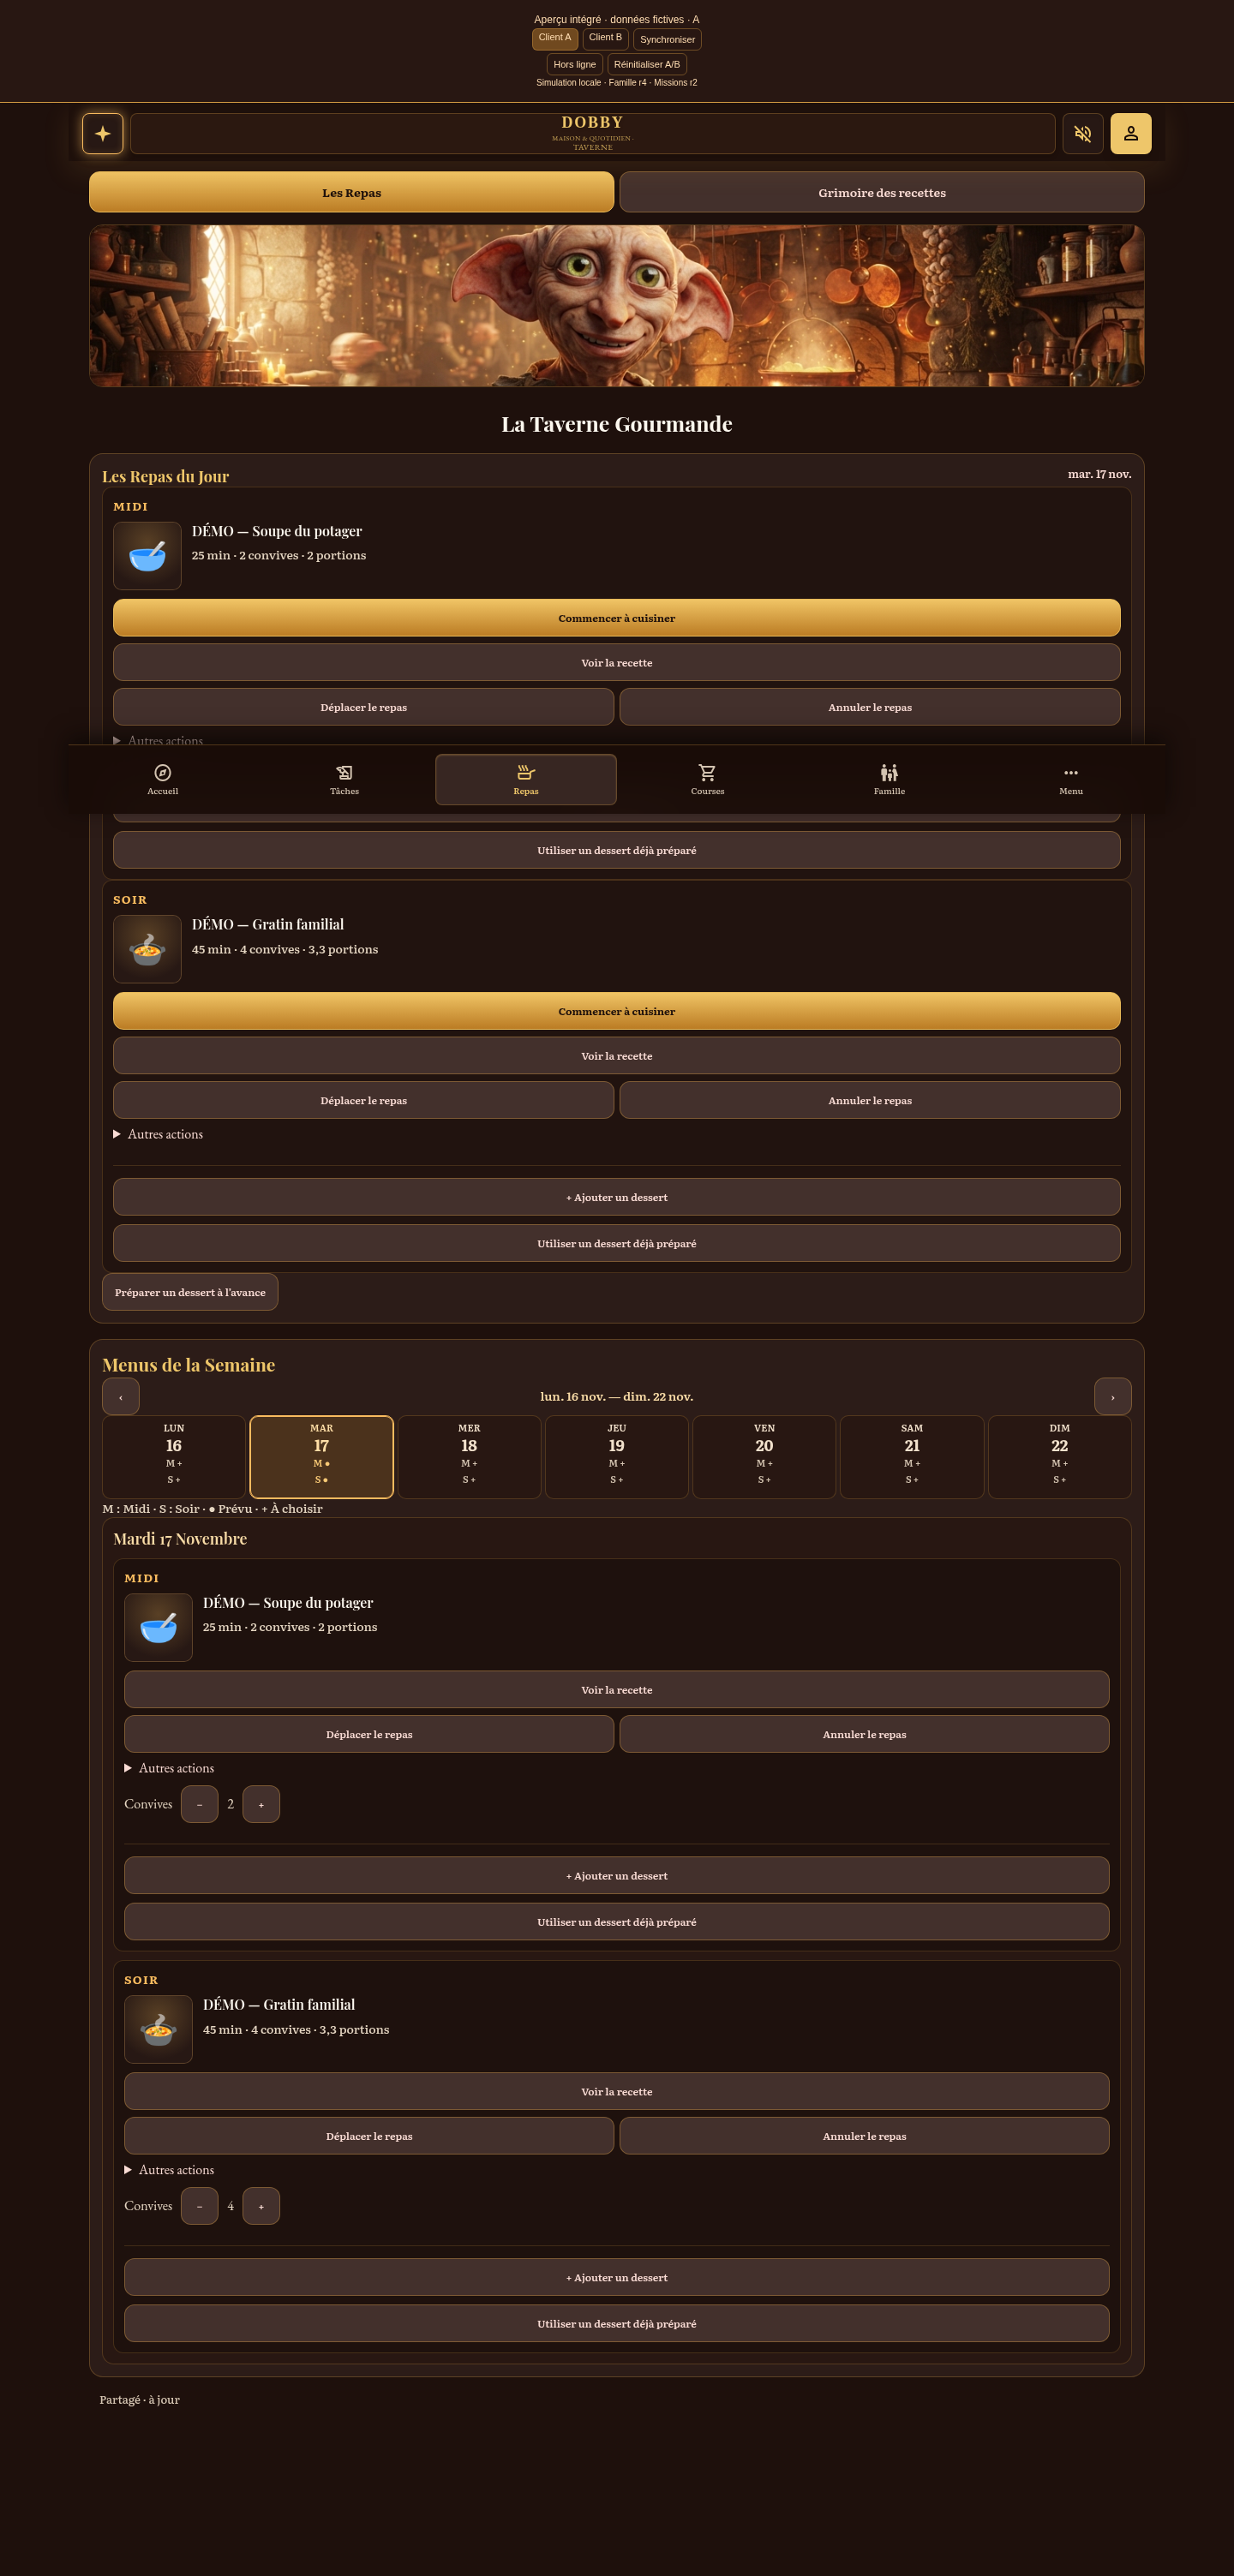 Aperçu intégré · données fictives · A
Client A
Client B
Synchroniser
Hors ligne
Réinitialiser A/B
Simulation locale · Famille r4 · Missions r2
DOBBY
MAISON & QUOTIDIEN ·
TAVERNE
Les Repas
Grimoire des recettes
La Taverne Gourmande
Les Repas du Jour
mar. 17 nov.
MIDI
DÉMO — Soupe du potager
25 min · 2 convives · 2 portions
Commencer à cuisiner
Voir la recette
Déplacer le repas
Annuler le repas
Autres actions
Accueil
Tâches
Repas
Courses
Famille
Menu
Utiliser un dessert déjà préparé
SOIR
DÉMO — Gratin familial
45 min · 4 convives · 3,3 portions
Commencer à cuisiner
Voir la recette
Déplacer le repas
Annuler le repas
Autres actions
+ Ajouter un dessert
Utiliser un dessert déjà préparé
Préparer un dessert à l'avance
Menus de la Semaine
‹
lun. 16 nov. — dim. 22 nov.
›
LUN
16
M +
S +
MAR
17
M ●
S ●
MER
18
M +
S +
JEU
19
M +
S +
VEN
20
M +
S +
SAM
21
M +
S +
DIM
22
M +
S +
M : Midi · S : Soir · ● Prévu · + À choisir
Mardi 17 Novembre
MIDI
DÉMO — Soupe du potager
25 min · 2 convives · 2 portions
Voir la recette
Déplacer le repas
Annuler le repas
Autres actions
Convives − 2 +
+ Ajouter un dessert
Utiliser un dessert déjà préparé
SOIR
DÉMO — Gratin familial
45 min · 4 convives · 3,3 portions
Voir la recette
Déplacer le repas
Annuler le repas
Autres actions
Convives − 4 +
+ Ajouter un dessert
Utiliser un dessert déjà préparé
Partagé · à jour